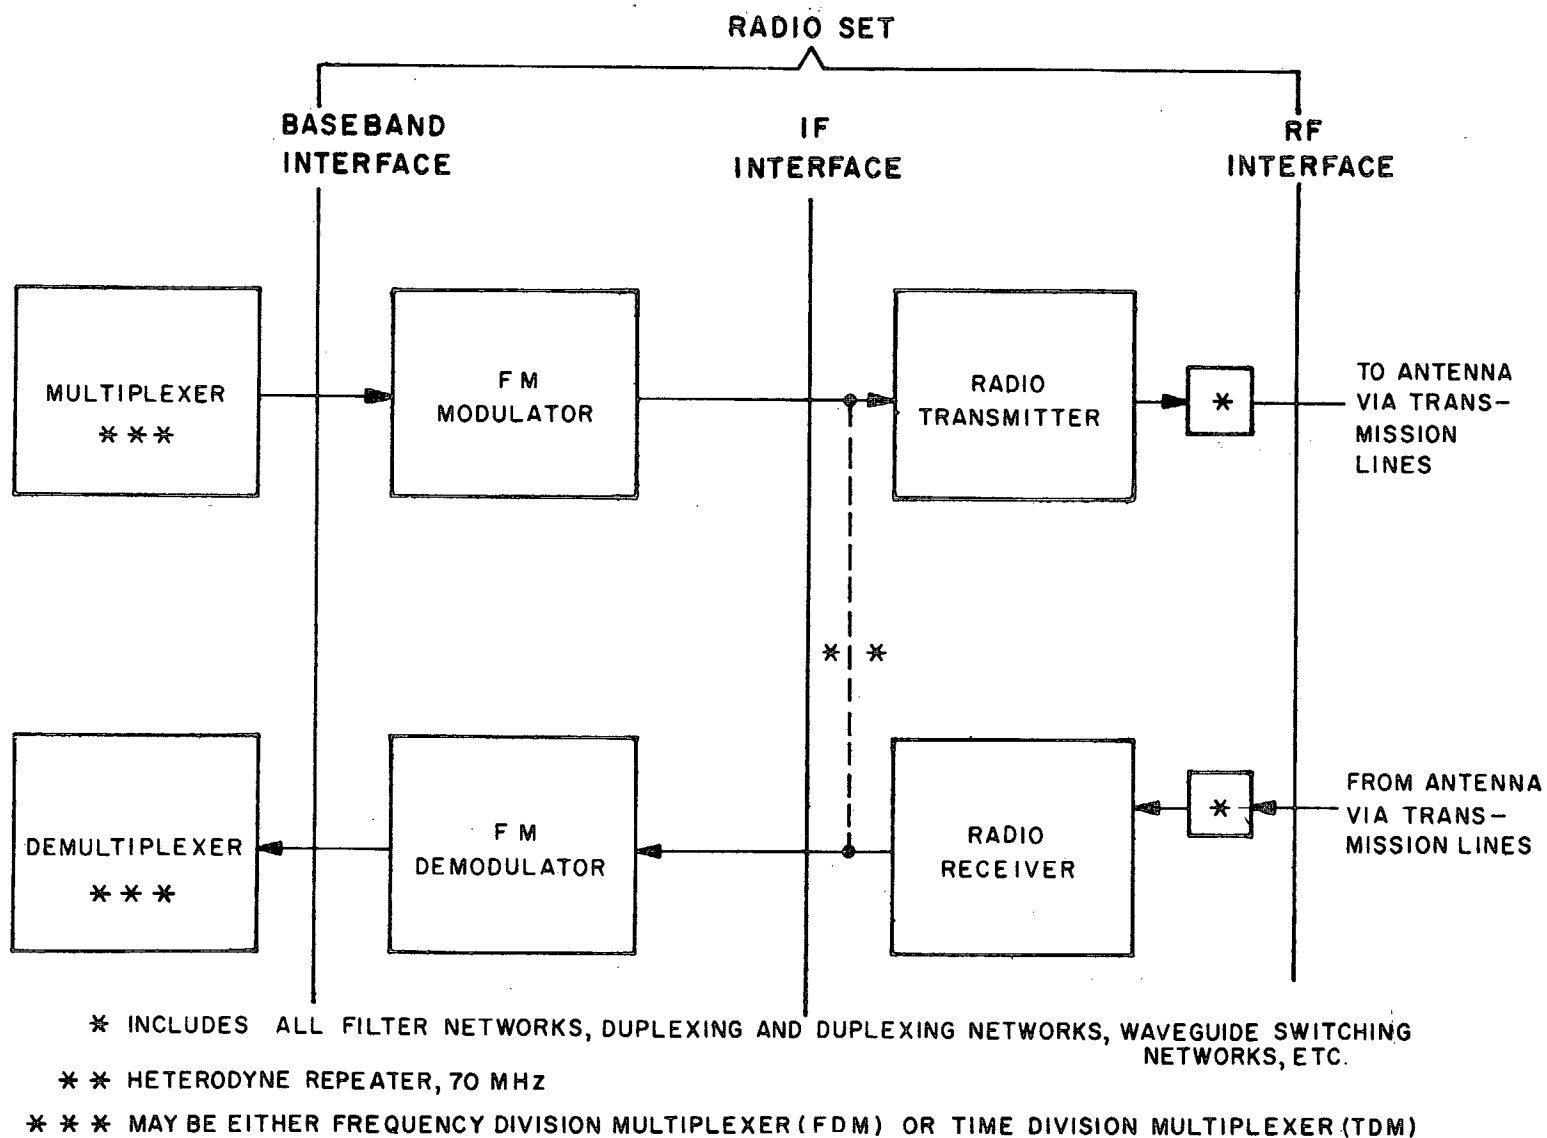 RADIO SET
BASEBAND
INTERFACE
IF
INTERFACE
RF
INTERFACE
MULTIPLEXER
* * *
FM
MODULATOR
RADIO
TRANSMITTER
*
TO ANTENNA
VIA TRANS-
MISSION
LINES
* *
DEMULTIPLEXER
* * *
FM
DEMODULATOR
RADIO
RECEIVER
*
FROM ANTENNA
VIA TRANS-
MISSION LINES
* INCLUDES ALL FILTER NETWORKS, DUPLEXING AND DUPLEXING NETWORKS, WAVEGUIDE SWITCHING
NETWORKS, ETC.
* * HETERODYNE REPEATER, 70 MHz
* * * MAY BE EITHER FREQUENCY DIVISION MULTIPLEXER (FDM) OR TIME DIVISION MULTIPLEXER (TDM)